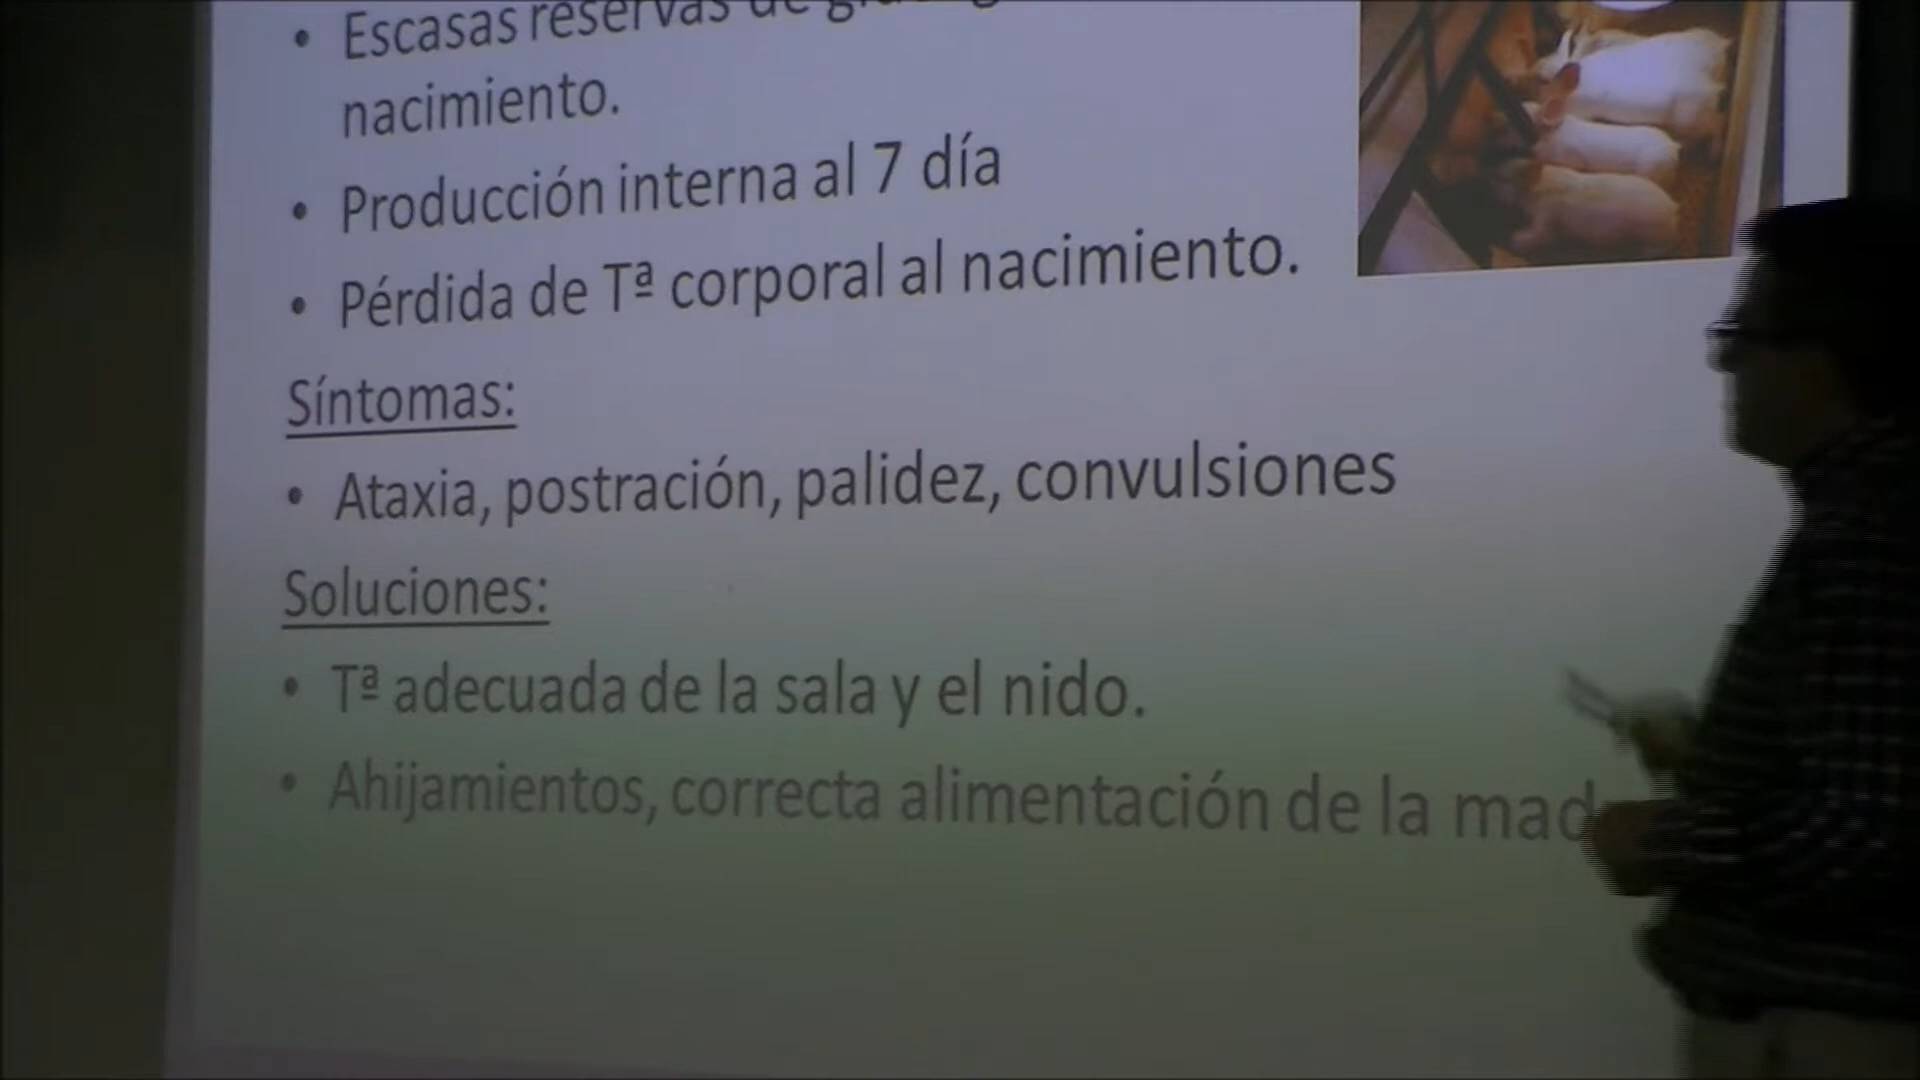 • Escasas reservas de
nacimiento.
• Producción interna al 7 día
• Pérdida de Tª corporal al nacimiento.
Síntomas:
• Ataxia, postración, palidez, convulsiones
Soluciones:
• Tª adecuada de la sala y el nido.
• Ahijamientos, correcta alimentación de la